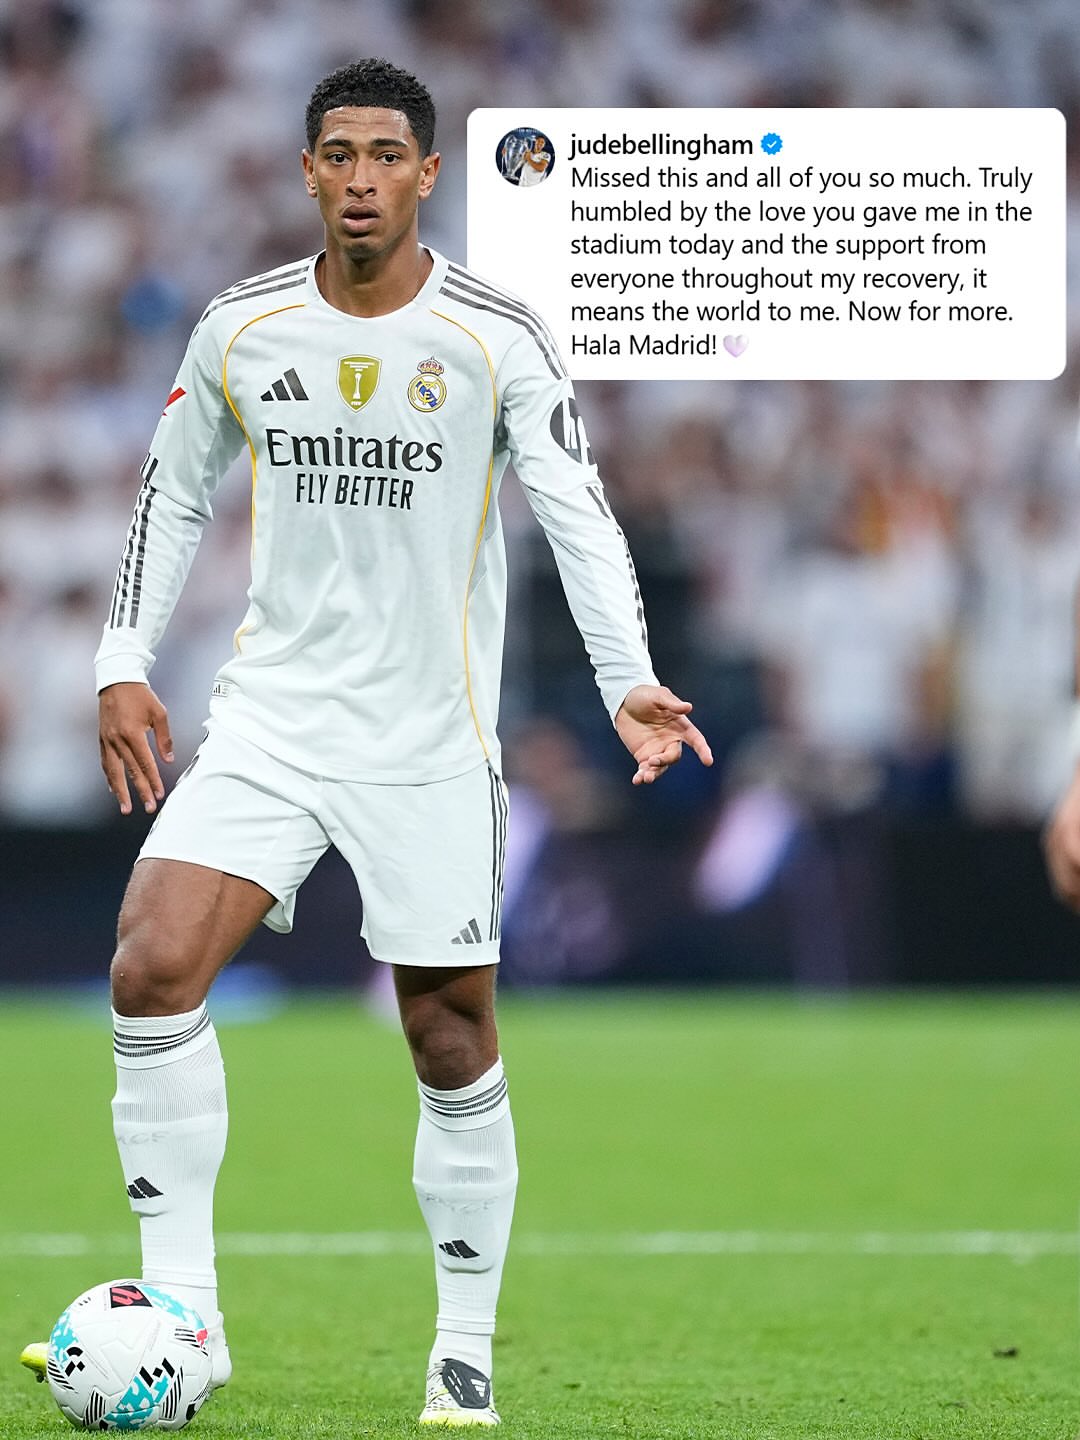 judebellingham
Missed this and all of you so much. Truly
humbled by the love you gave me in the
stadium today and the support from
everyone throughout my recovery, it
means the world to me. Now for more.
Hala Madrid!🤍
Emirates
FLY BETTER